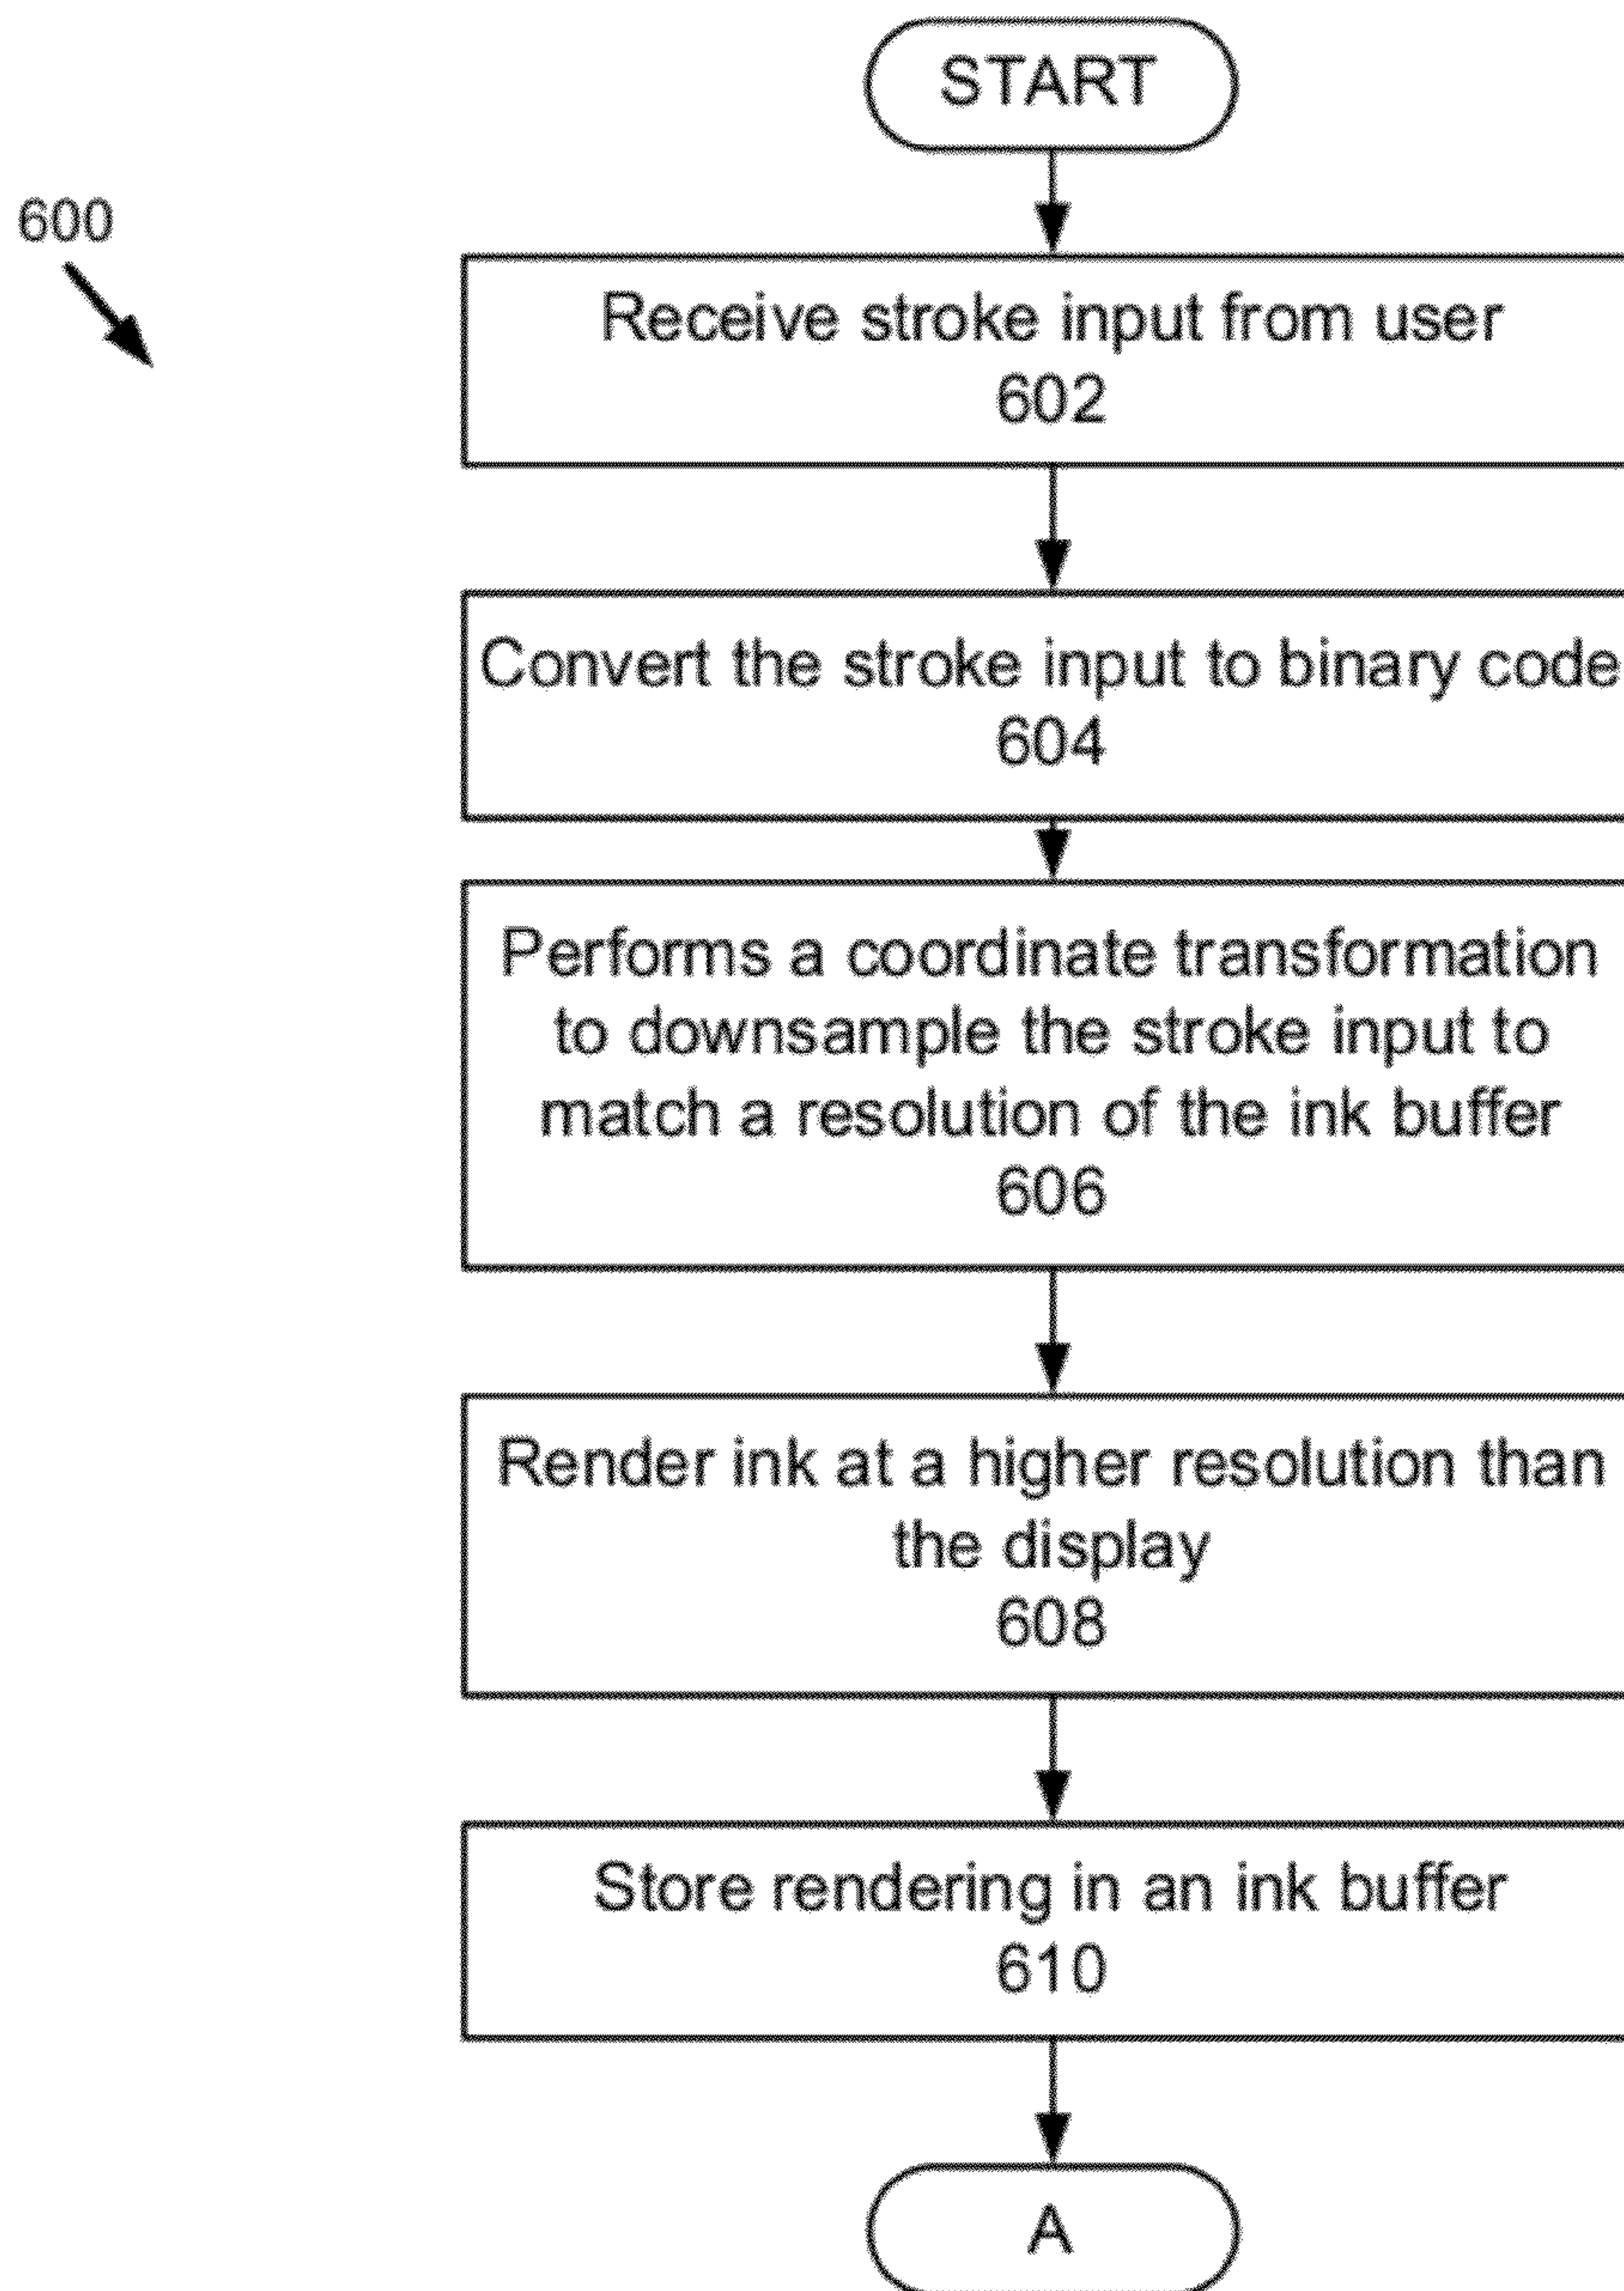 START
600
Receive stroke input from user
602
Convert the stroke input to binary code
604
Performs a coordinate transformation
to downsample the stroke input to
match a resolution of the ink buffer
606
Render ink at a higher resolution than
the display
608
Store rendering in an ink buffer
610
A